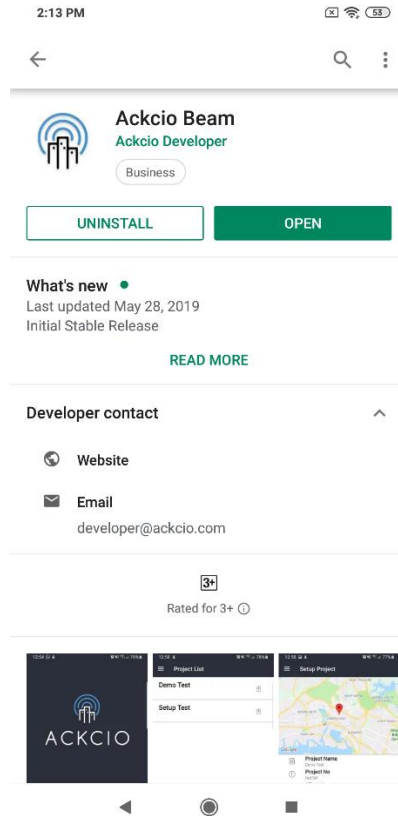 2:13 PM
53
Ackcio Beam
Ackcio Developer
Business
UNINSTALL
OPEN
What's new
Last updated May 28, 2019
Initial Stable Release
READ MORE
Developer contact
Website
Email
developer@ackcio.com
3+
Rated for 3+
ACKCIO
Project List
Demo Test
Setup Test
Setup Project
Project Name
Demo Test
Project No